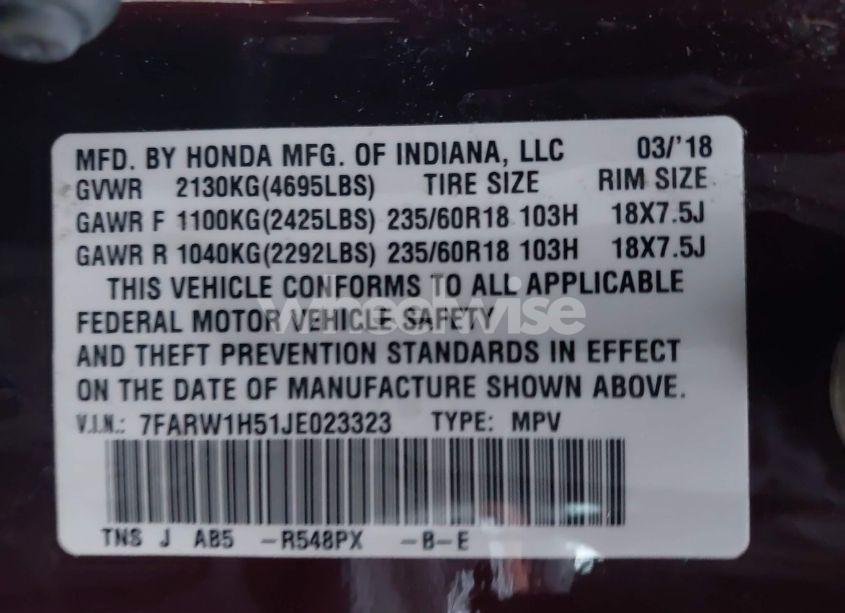 MFD. BY HONDA MFG. OF INDIANA, LLC 03/'18
GVWR 2130KG(4695LBS) TIRE SIZE RIM SIZE
GAWR F 1100KG(2425LBS) 235/60R18 103H 18X7.5J
GAWR R 1040KG(2292LBS) 235/60R18 103H 18X7.5J
THIS VEHICLE CONFORMS TO ALL APPLICABLE
FEDERAL MOTOR VEHICLE SAFETY
wheelwise
AND THEFT PREVENTION STANDARDS IN EFFECT
ON THE DATE OF MANUFACTURE SHOWN ABOVE.
V.I.N.: 7FARW1H51JE023323 TYPE: MPV
TNS J AB5 -R548PX -B-E